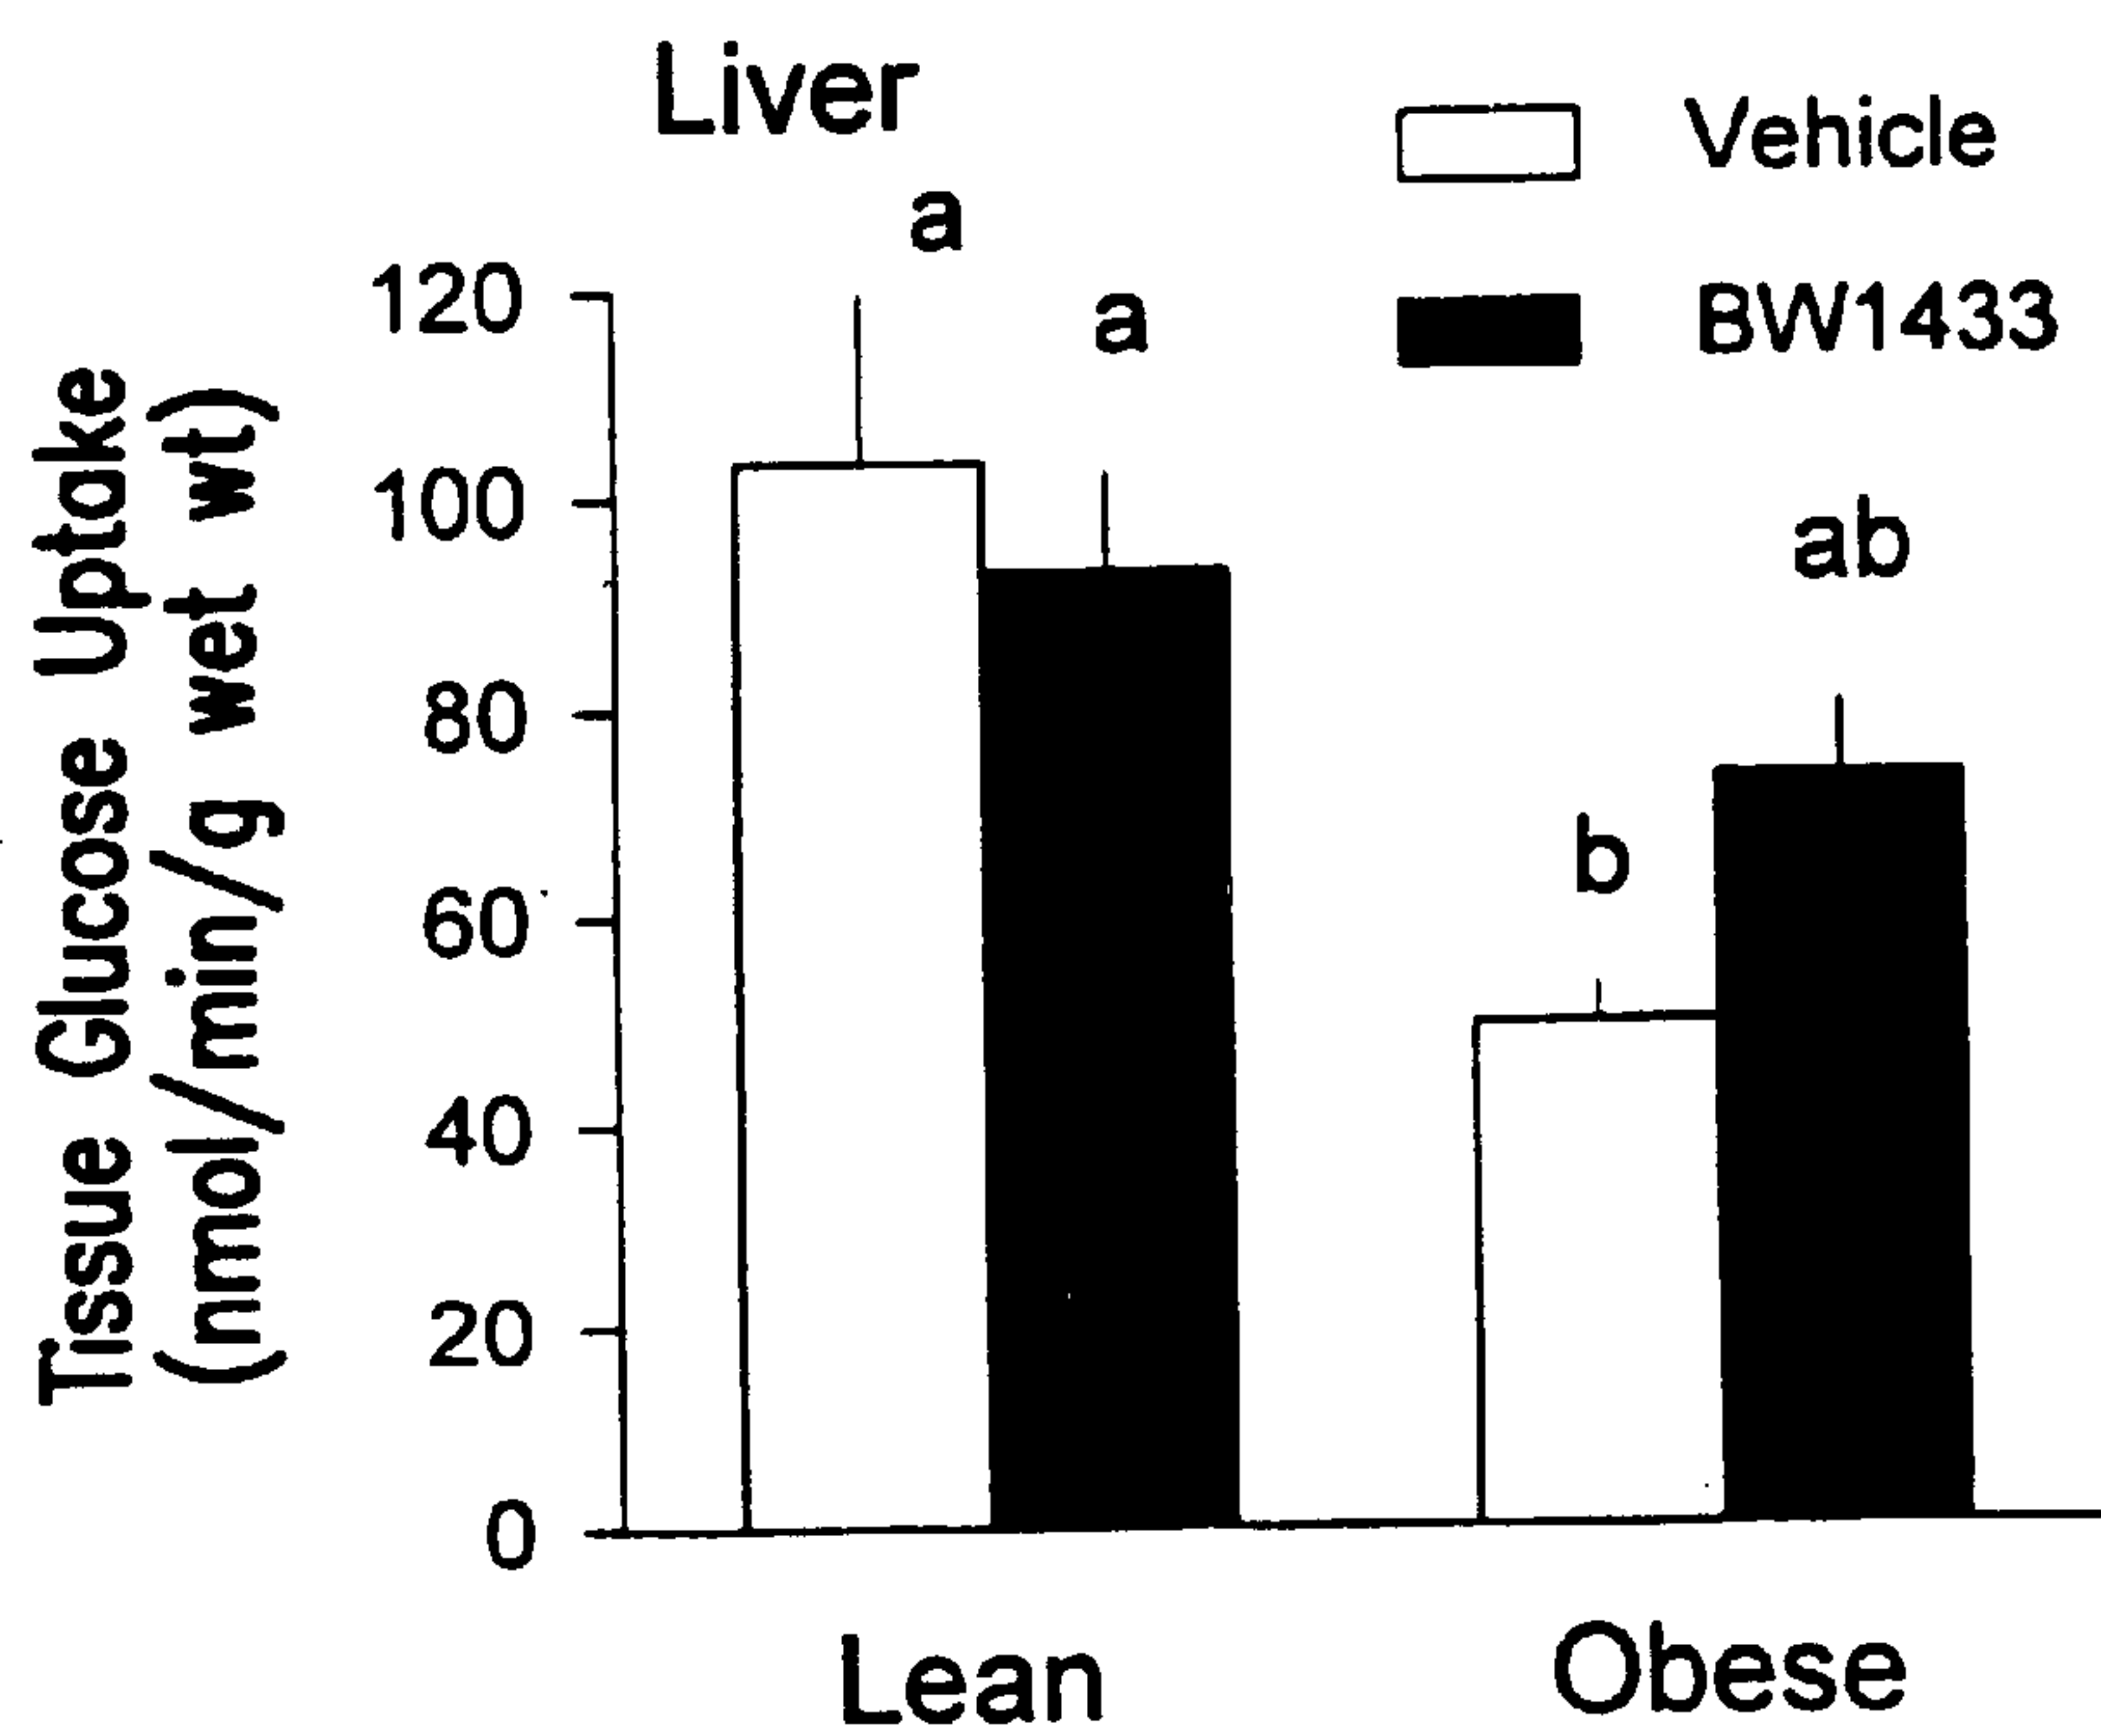 Liver
Vehicle
BW1433
a
a
ab
b
Tissue Glucose Uptake
(nmol/min/g wet wt)
120
100
80
60
40
20
0
Lean
Obese